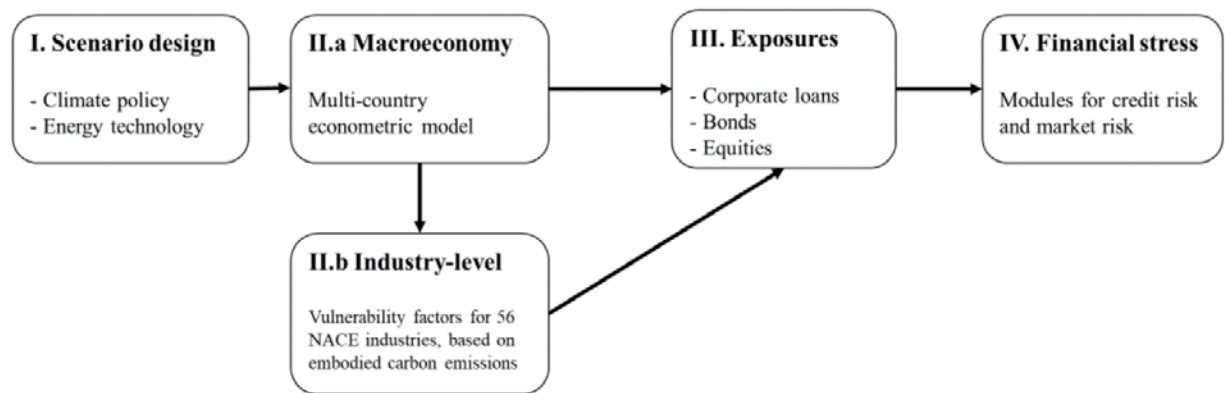 I. Scenario design
- Climate policy
- Energy technology
II.a Macroeconomy
Multi-country
econometric model
III. Exposures
- Corporate loans
- Bonds
- Equities
IV. Financial stress
Modules for credit risk
and market risk
II.b Industry-level
Vulnerability factors for 56
NACE industries, based on
embodied carbon emissions